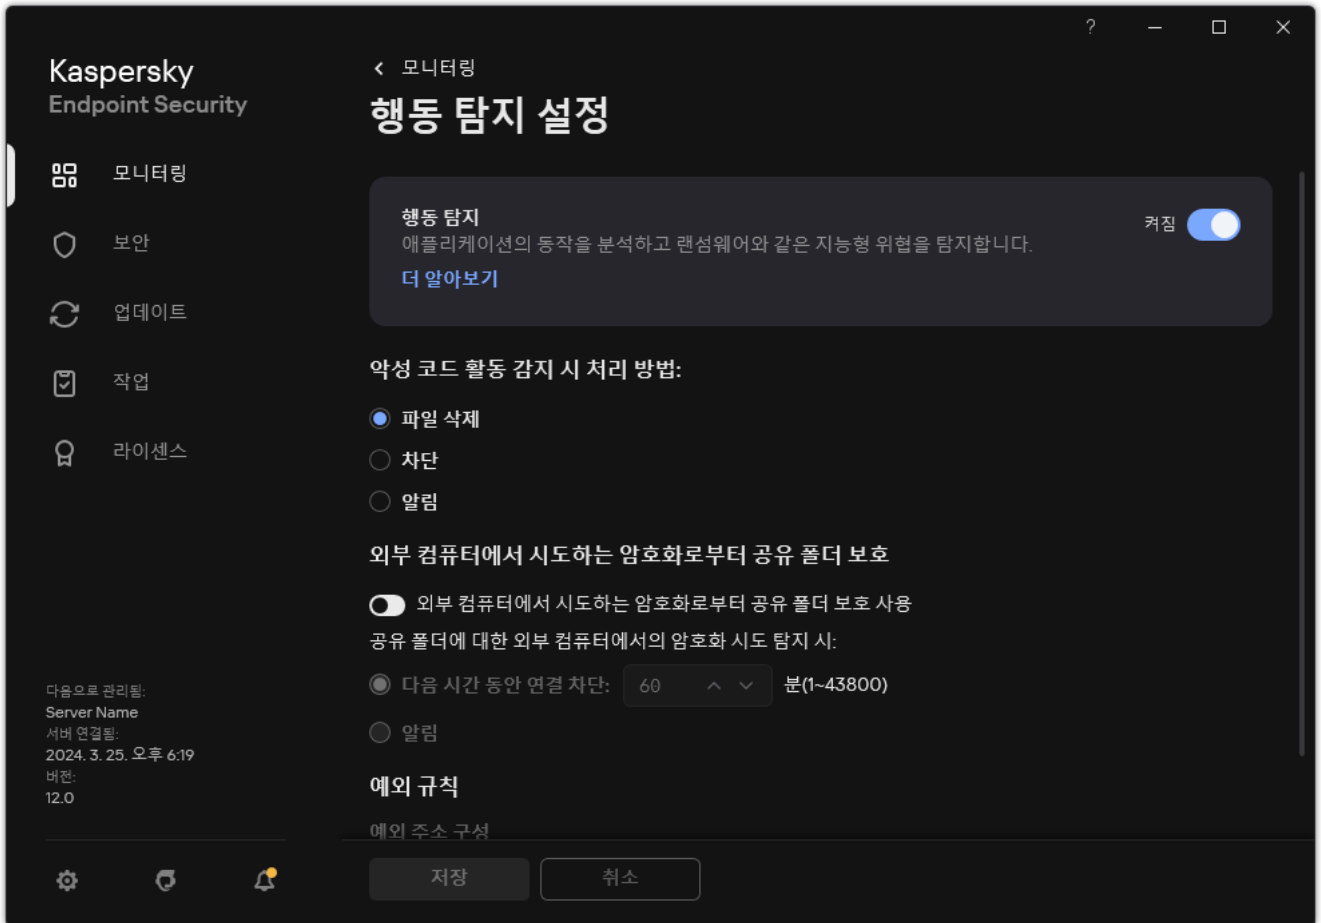 ?
Kaspersky
Endpoint Security
모니터링
보안
업데이트
작업
라이센스
다음으로 관리됨:
Server Name
서버 연결됨:
2024. 3. 25. 오후 6:19
버전:
12.0
모니터링
행동 탐지 설정
행동 탐지
애플리케이션의 동작을 분석하고 랜섬웨어와 같은 지능형 위협을 탐지합니다.
더 알아보기
켜짐
악성 코드 활동 감지 시 처리 방법:
파일 삭제
차단
알림
외부 컴퓨터에서 시도하는 암호화로부터 공유 폴더 보호
외부 컴퓨터에서 시도하는 암호화로부터 공유 폴더 보호 사용
공유 폴더에 대한 외부 컴퓨터에서의 암호화 시도 탐지 시:
다음 시간 동안 연결 차단: 60 분(1~43800)
알림
예외 규칙
예외 주소 구성
저장 취소